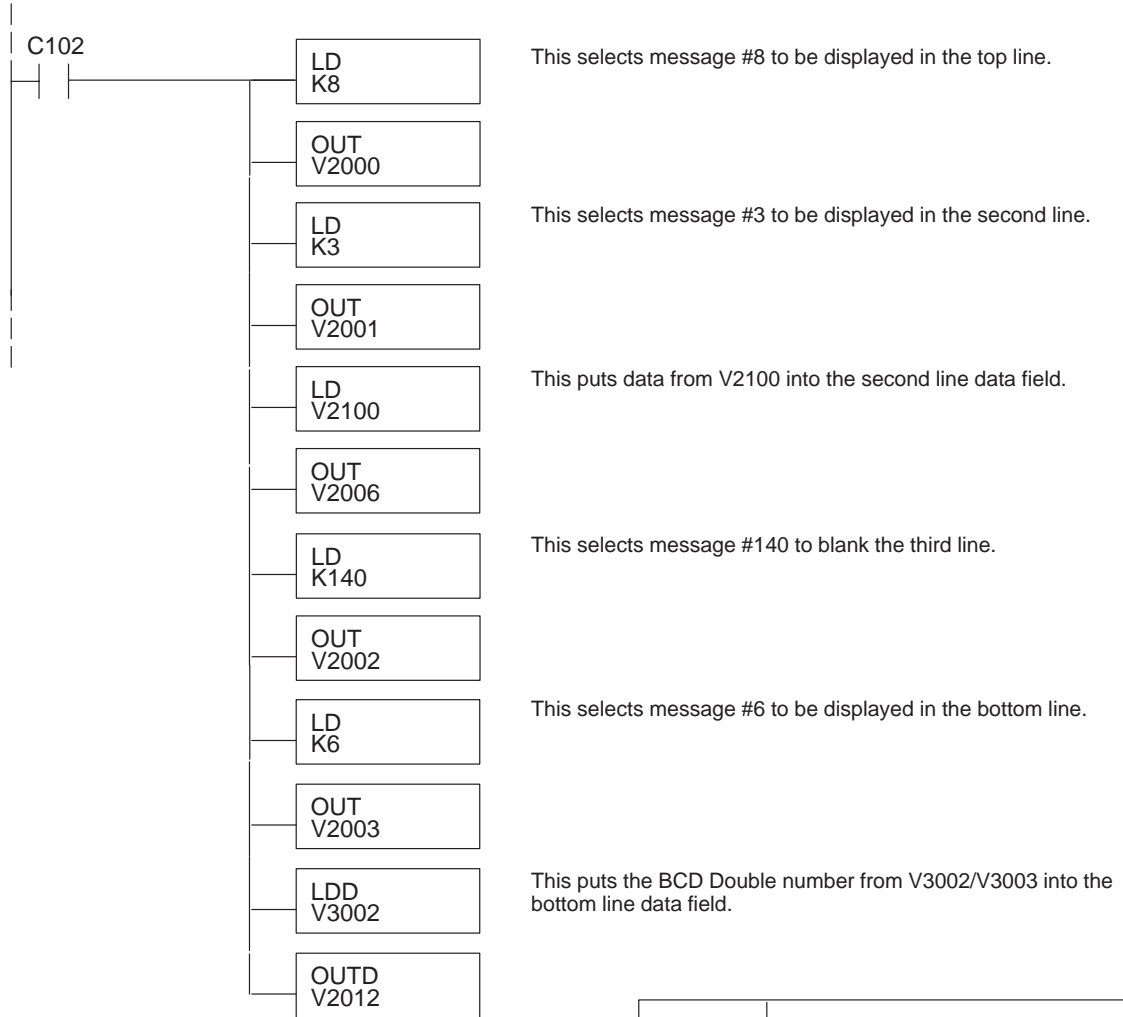 C102
LD
K8
This selects message #8 to be displayed in the top line.
OUT
V2000
LD
K3
This selects message #3 to be displayed in the second line.
OUT
V2001
LD
V2100
This puts data from V2100 into the second line data field.
OUT
V2006
LD
K140
This selects message #140 to blank the third line.
OUT
V2002
LD
K6
This selects message #6 to be displayed in the bottom line.
OUT
V2003
LDD
V3002
This puts the BCD Double number from V3002/V3003 into the
bottom line data field.
OUTD
V2012